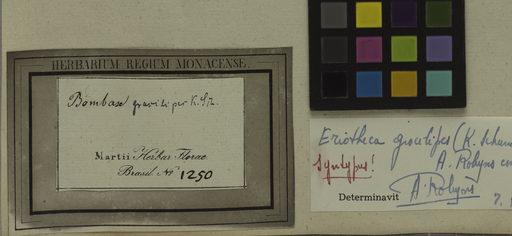 HERBARIUM REGIUM MONACENSE.
Bombax gracilipes K. Sch.
Martii Herbar. Florae
Brasil. No 1250
Eriotheca gracilipes (K. Schum
A. Robyns
Syntypus!
Determinavit A. Robyns